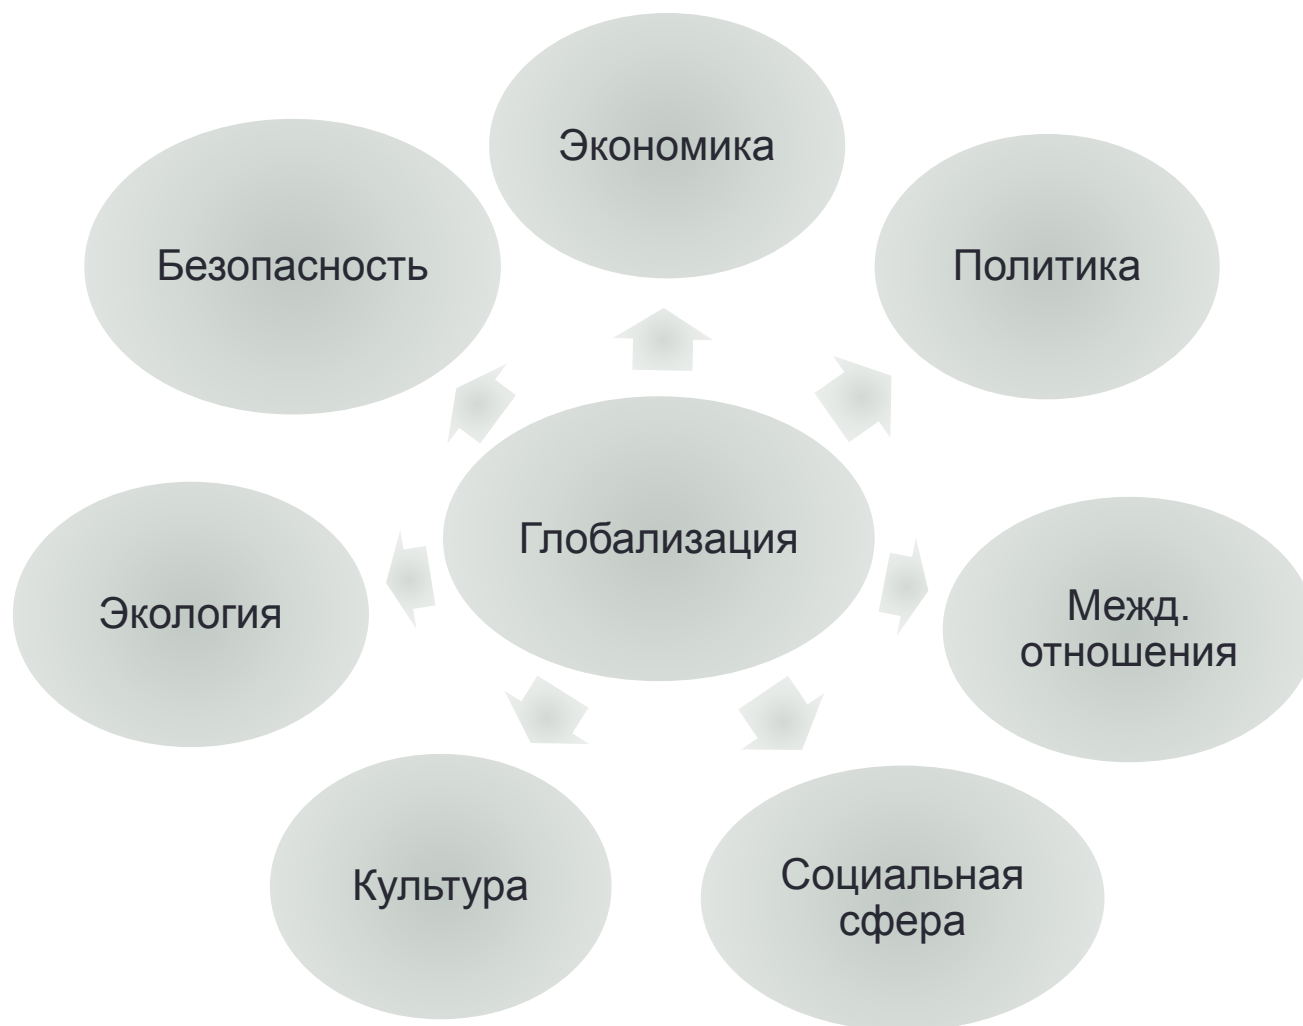 Экономика
Безопасность
Политика
Глобализация
Межд.
отношения
Экология
Культура
Социальная
сфера